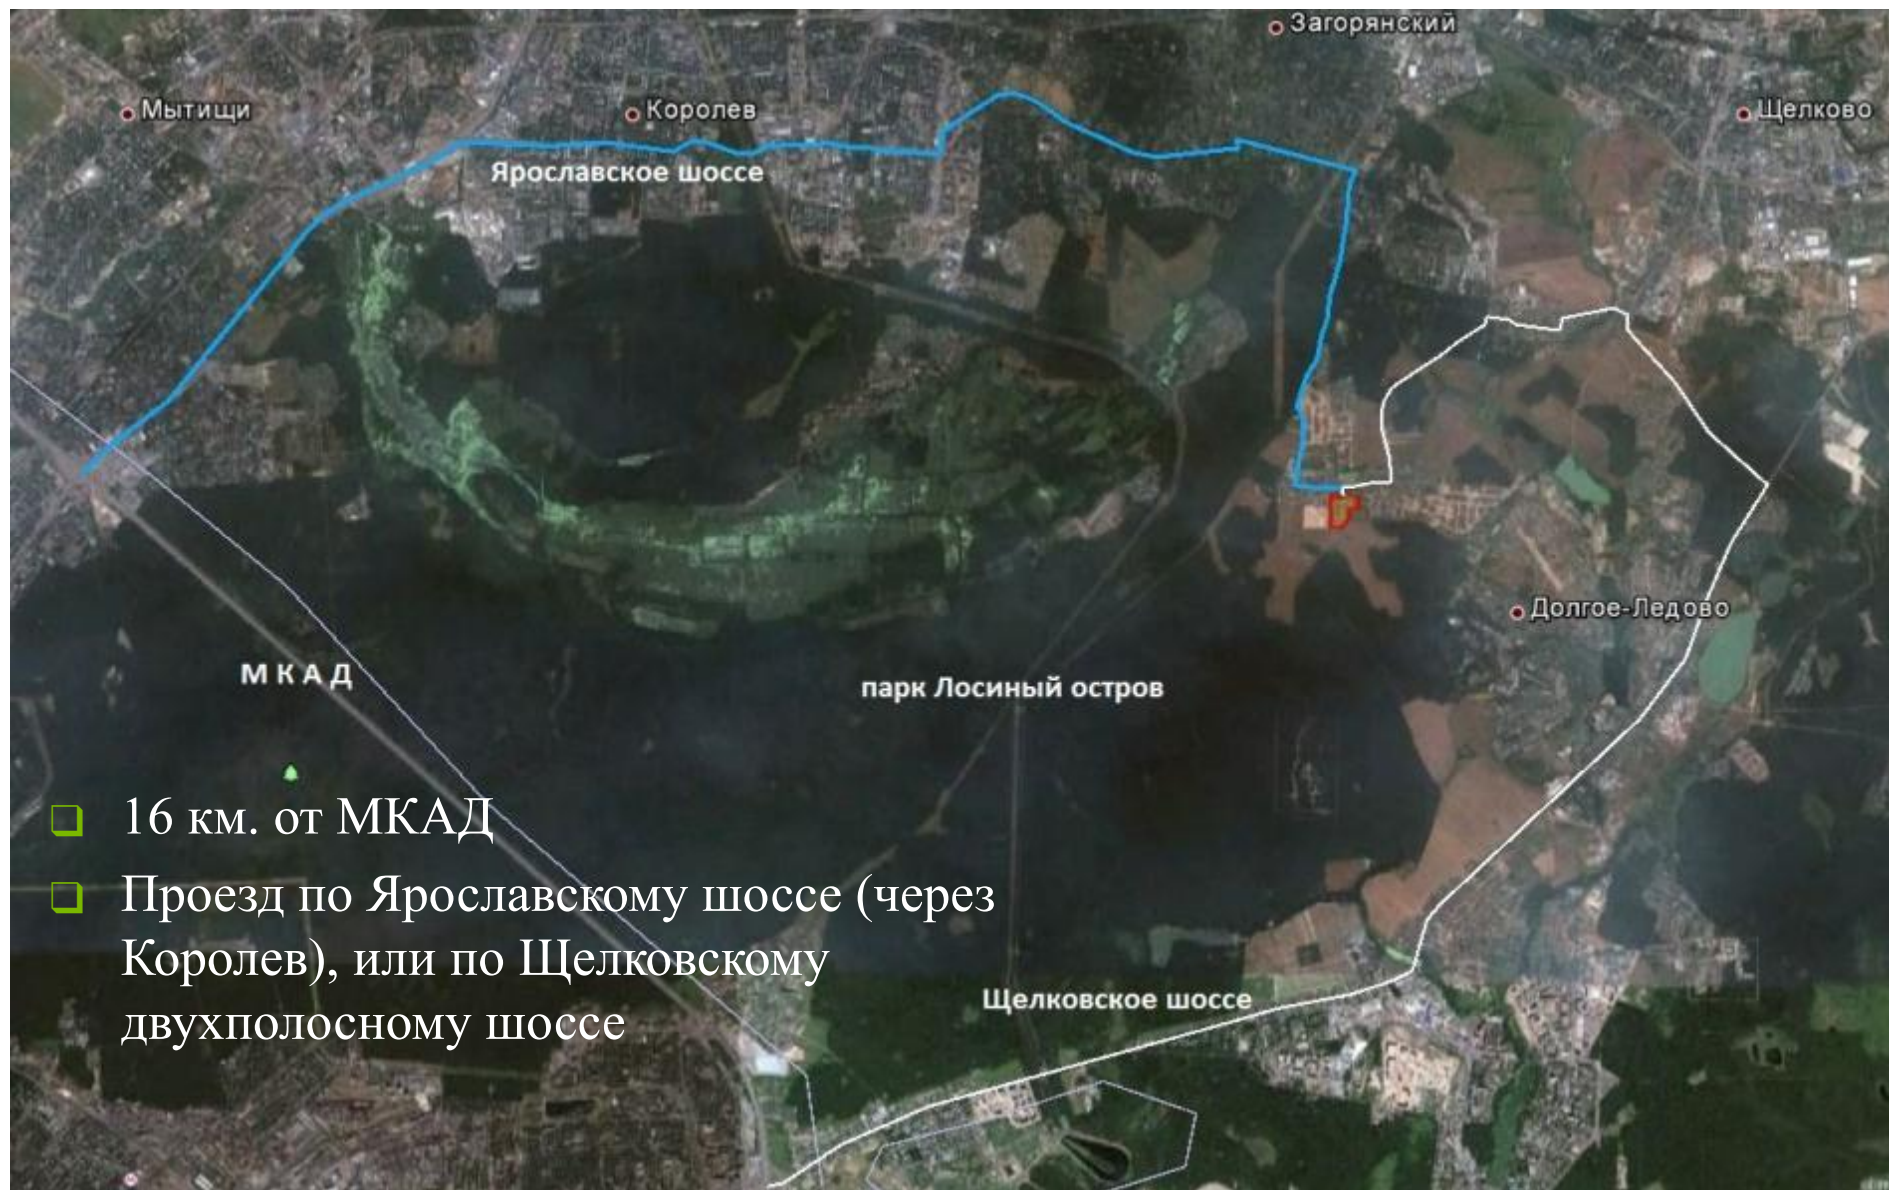 Загорянский
Мытищи
Королев
Щелково
Ярославское шоссе
Долгое-Ледово
М К А Д
парк Лосиный остров
16 км. от МКАД
Проезд по Ярославскому шоссе (через
Королев), или по Щелковскому
двухполосному шоссе
Щелковское шоссе